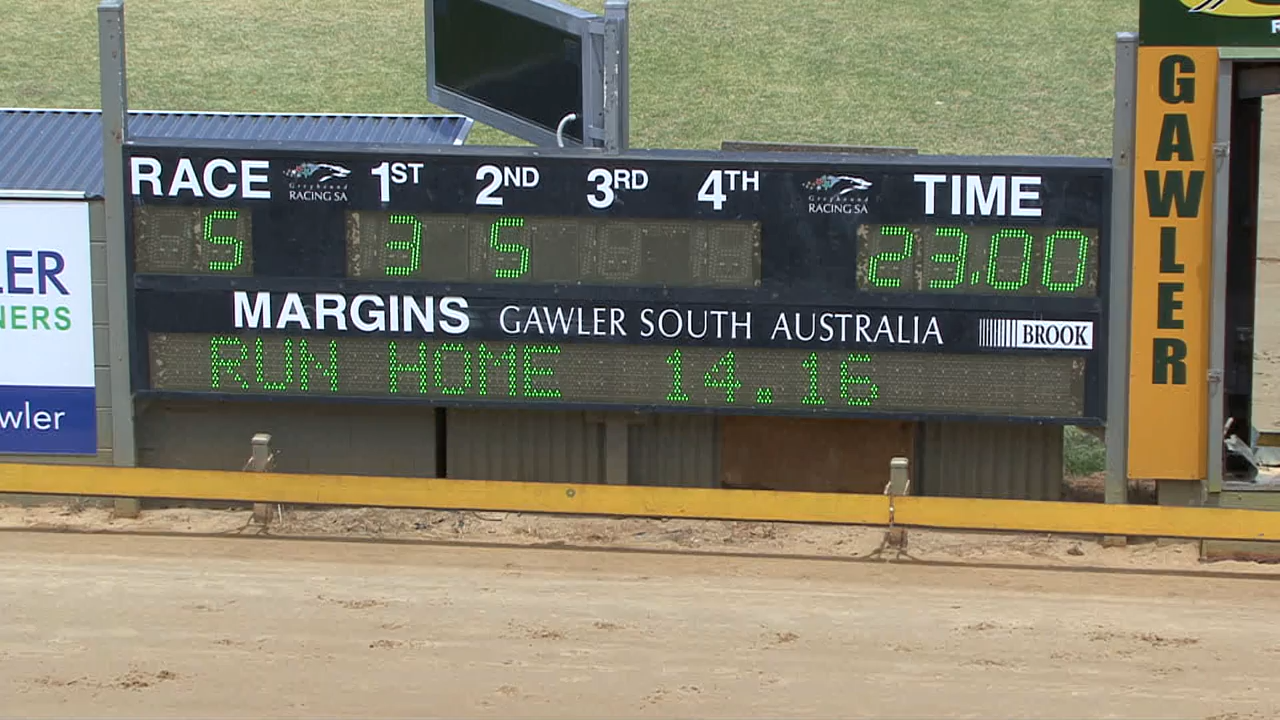 RACE 1ST 2ND 3RD 4TH TIME
Greyhound RACING SA
Greyhound RACING SA
5 3 5 23.00
MARGINS GAWLER SOUTH AUSTRALIA BROOK
RUN HOME 14.16
GAWLER
LER
NERS
wler
R